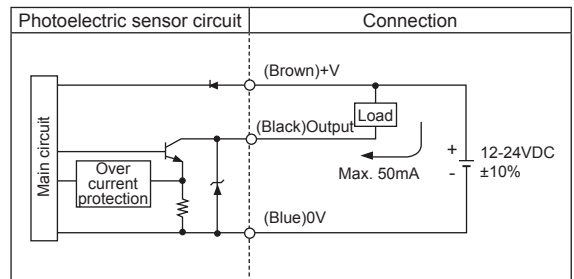 Photoelectric sensor circuit
Connection
(Brown)+V
Load
(Black)Output
Main circuit
Over
current
protection
Max. 50mA
+
-
12-24VDC
±10%
(Blue)0V